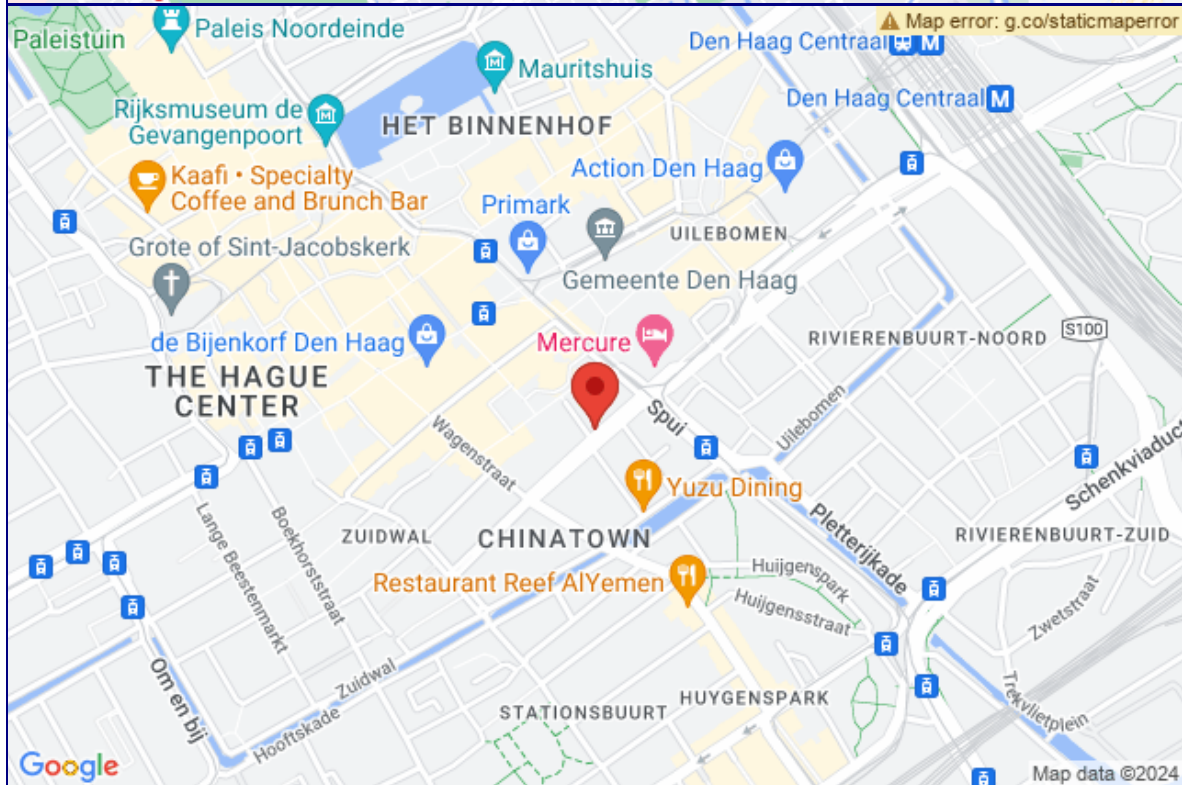 Map error: g.co/staticmaperror
Paleistuin
Paleis Noordeinde
Den Haag Centraal
M
Mauritshuis
Den Haag Centraal
M
Rijksmuseum de
Gevangenpoort
HET BINNENHOF
Action Den Haag
Kaafi • Specialty
Coffee and Brunch Bar
Primark
UILEBOMEN
Grote of Sint-Jacobskerk
Gemeente Den Haag
de Bijenkorf Den Haag
Mercure
RIVIERENBUURT-NOORD
S100
THE HAGUE
CENTER
Spui
Uilebomen
Wagenstraat
Yuzu Dining
Schenkviaduct
Pletterijkade
Lange Beestenmarkt
Boekhorststraat
ZUIDWAL
CHINATOWN
RIVIERENBUURT-ZUID
Restaurant Reef AlYemen
Huijgenspark
Huijgensstraat
Zwetstraat
Om en bij
Zuidwal
Hooftskade
HUYGENSPARK
STATIONSBUURT
Trekvlietplein
Google
Map data ©2024